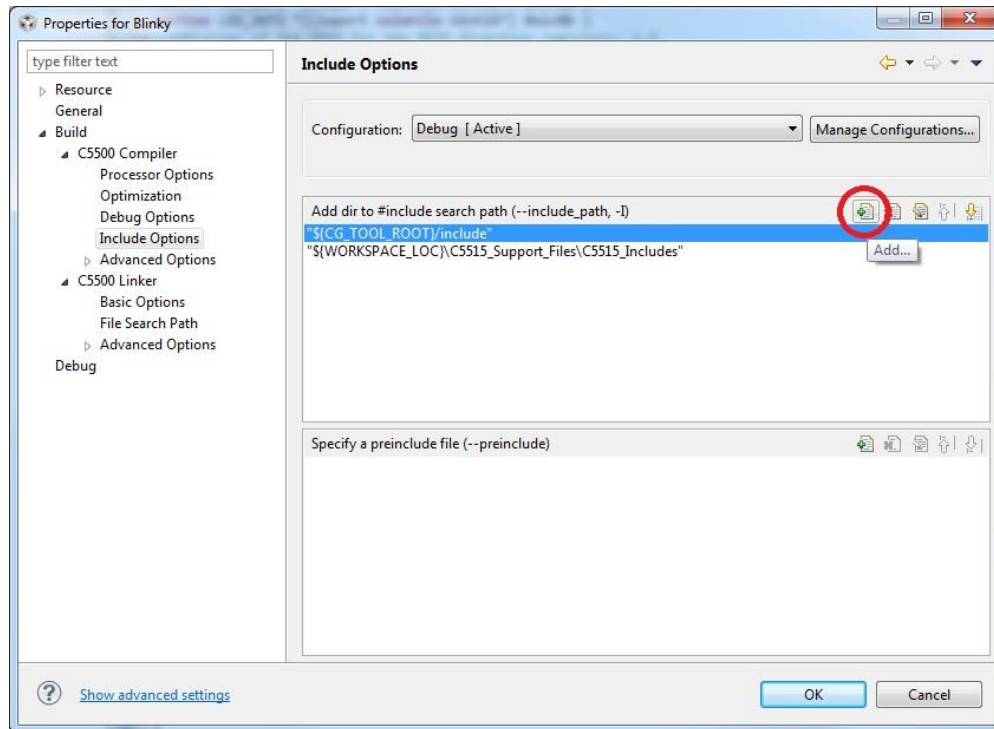 Properties for Blinky
type filter text
Resource
General
Build
C5500 Compiler
Processor Options
Optimization
Debug Options
Include Options
Advanced Options
C5500 Linker
Basic Options
File Search Path
Advanced Options
Debug
Include Options
Configuration: Debug [ Active ] Manage Configurations...
Add dir to #include search path (--include_path, -I)
"${CG_TOOL_ROOT}/include"
"${WORKSPACE_LOC}\C5515_Support_Files\C5515_Includes"
Add...
Specify a preinclude file (--preinclude)
Show advanced settings
OK Cancel